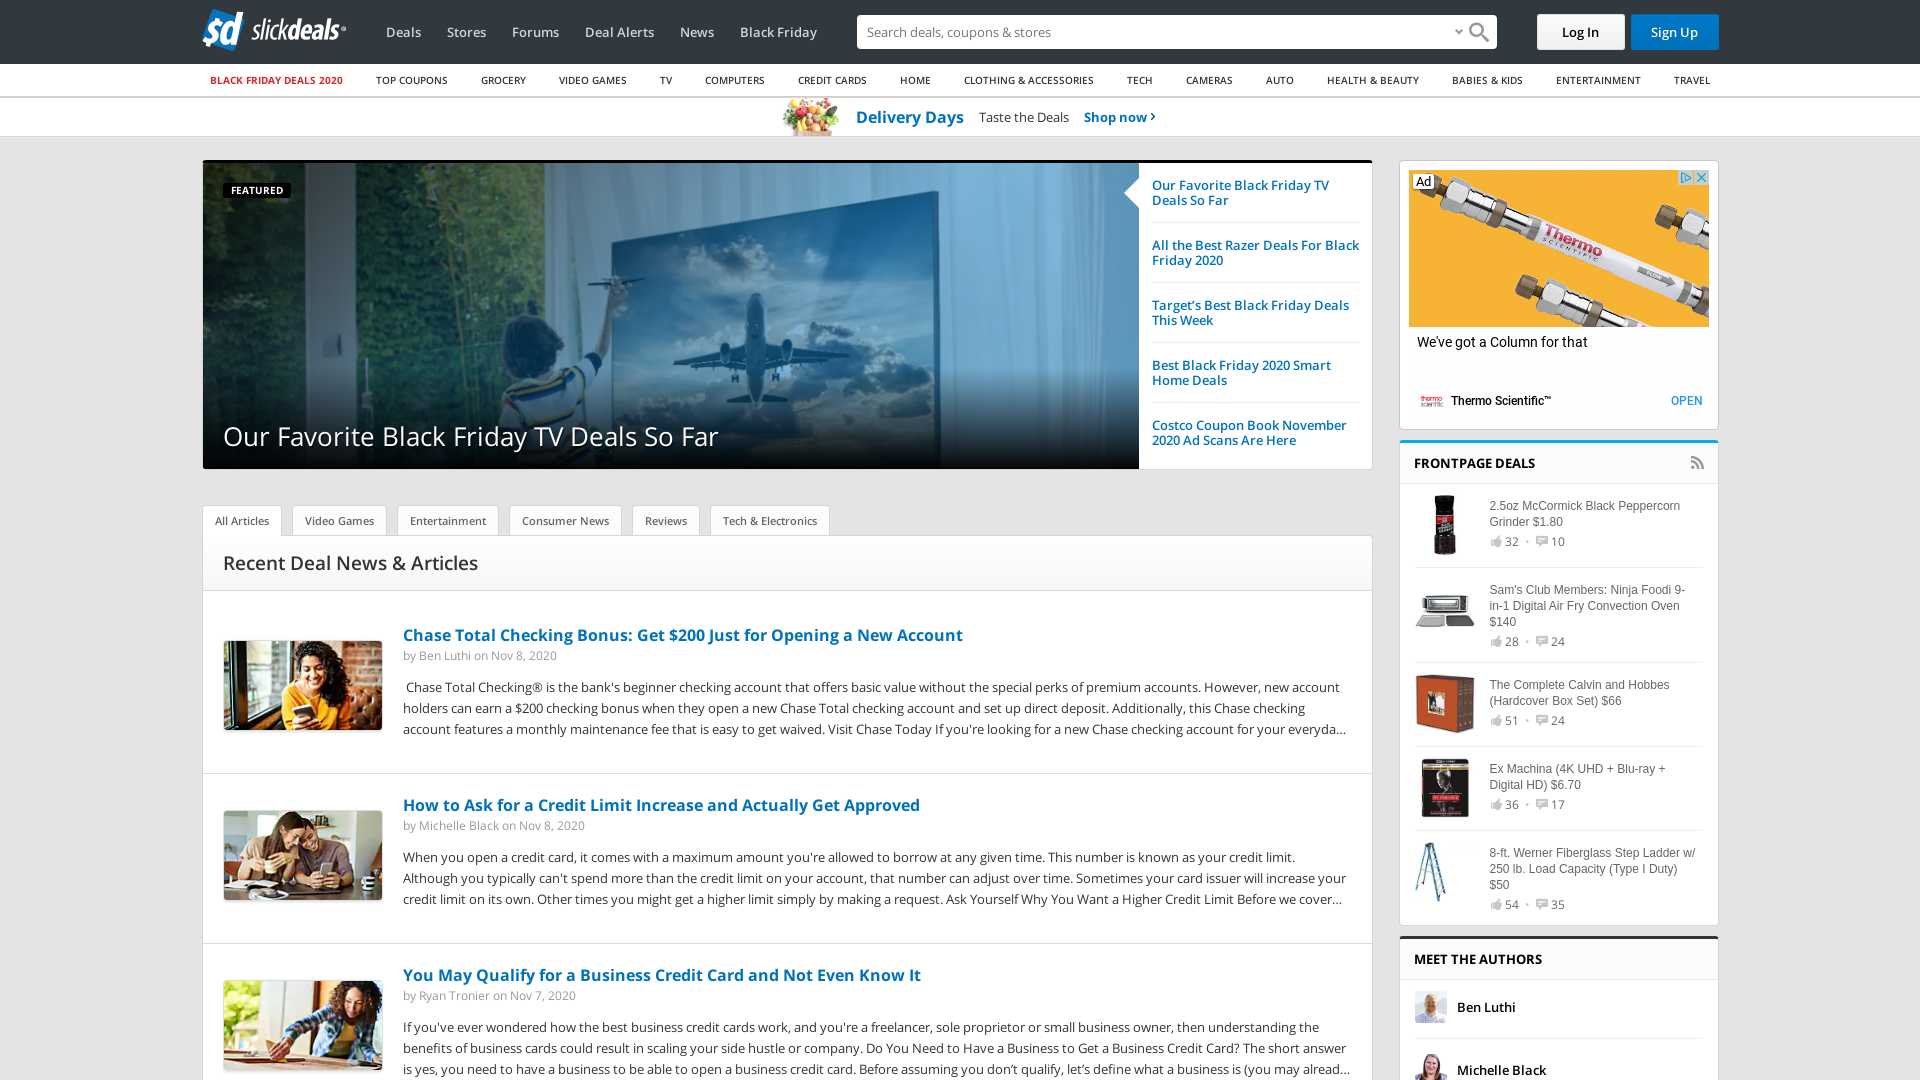 sd slickdeals®
Deals
Stores
Forums
Deal Alerts
News
Black Friday
Search deals, coupons & stores
Log In
Sign Up
BLACK FRIDAY DEALS 2020
TOP COUPONS
GROCERY
VIDEO GAMES
TV
COMPUTERS
CREDIT CARDS
HOME
CLOTHING & ACCESSORIES
TECH
CAMERAS
AUTO
HEALTH & BEAUTY
BABIES & KIDS
ENTERTAINMENT
TRAVEL
Delivery Days Taste the Deals Shop now
FEATURED
Our Favorite Black Friday TV Deals So Far
Our Favorite Black Friday TV
Deals So Far
All the Best Razer Deals For Black
Friday 2020
Target’s Best Black Friday Deals
This Week
Best Black Friday 2020 Smart
Home Deals
Costco Coupon Book November
2020 Ad Scans Are Here
Ad
Thermo
SCIENTIFIC
FLOW
We've got a Column for that
thermo
scientific
Thermo Scientific™
OPEN
All Articles
Video Games
Entertainment
Consumer News
Reviews
Tech & Electronics
Recent Deal News & Articles
Chase Total Checking Bonus: Get $200 Just for Opening a New Account
by Ben Luthi on Nov 8, 2020
Chase Total Checking® is the bank's beginner checking account that offers basic value without the special perks of premium accounts. However, new account
holders can earn a $200 checking bonus when they open a new Chase Total checking account and set up direct deposit. Additionally, this Chase checking
account features a monthly maintenance fee that is easy to get waived. Visit Chase Today If you're looking for a new Chase checking account for your everyda…
How to Ask for a Credit Limit Increase and Actually Get Approved
by Michelle Black on Nov 8, 2020
When you open a credit card, it comes with a maximum amount you're allowed to borrow at any given time. This number is known as your credit limit.
Although you typically can't spend more than the credit limit on your account, that number can adjust over time. Sometimes your card issuer will increase your
credit limit on its own. Other times you might get a higher limit simply by making a request. Ask Yourself Why You Want a Higher Credit Limit Before we cover…
You May Qualify for a Business Credit Card and Not Even Know It
by Ryan Tronier on Nov 7, 2020
If you've ever wondered how the best business credit cards work, and you're a freelancer, sole proprietor or small business owner, then understanding the
benefits of business cards could result in scaling your side hustle or company. Do You Need to Have a Business to Get a Business Credit Card? The short answer
is yes, you need to have a business to be able to open a business credit card. Before assuming you don’t qualify, let’s define what a business is (you may alread…
FRONTPAGE DEALS
2.5oz McCormick Black Peppercorn
Grinder $1.80
32 • 10
Sam's Club Members: Ninja Foodi 9-
in-1 Digital Air Fry Convection Oven
$140
28 • 24
The Complete Calvin and Hobbes
(Hardcover Box Set) $66
51 • 24
Ex Machina (4K UHD + Blu-ray +
Digital HD) $6.70
36 • 17
8-ft. Werner Fiberglass Step Ladder w/
250 lb. Load Capacity (Type I Duty)
$50
54 • 35
MEET THE AUTHORS
Ben Luthi
Michelle Black